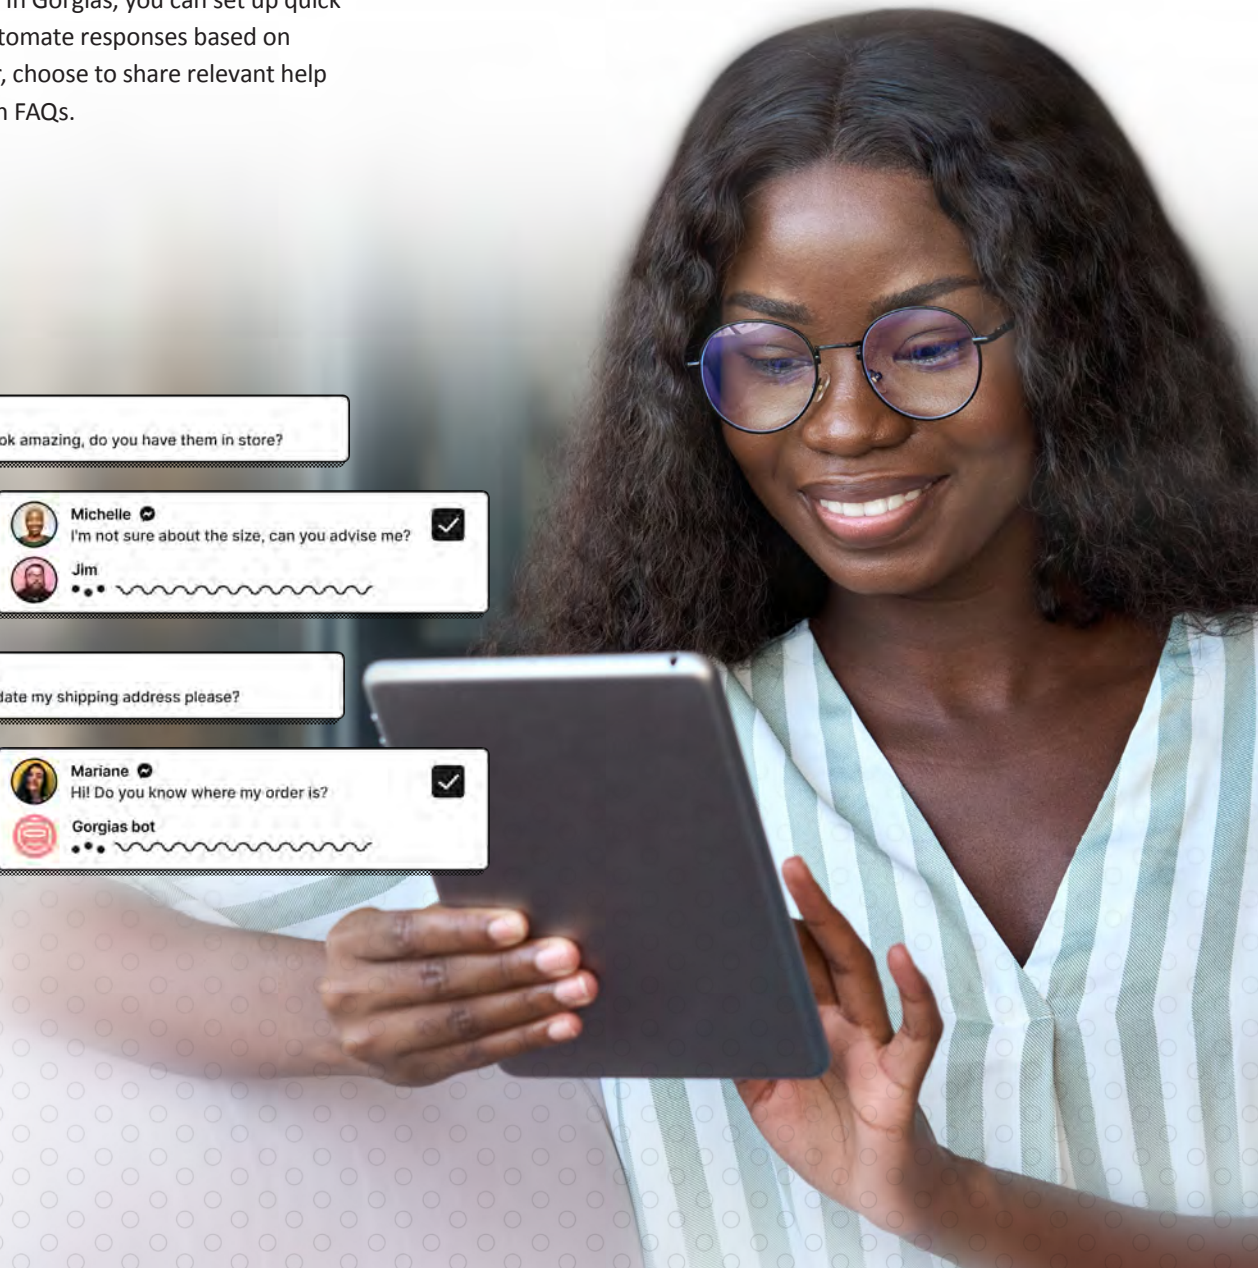 in Gorgias, you can set up quick
tomate responses based on
, choose to share relevant help
FAQs.
ok amazing, do you have them in store?
Michelle
I'm not sure about the size, can you advise me?
Jim
date my shipping address please?
Mariane
Hi! Do you know where my order is?
Gorgias bot